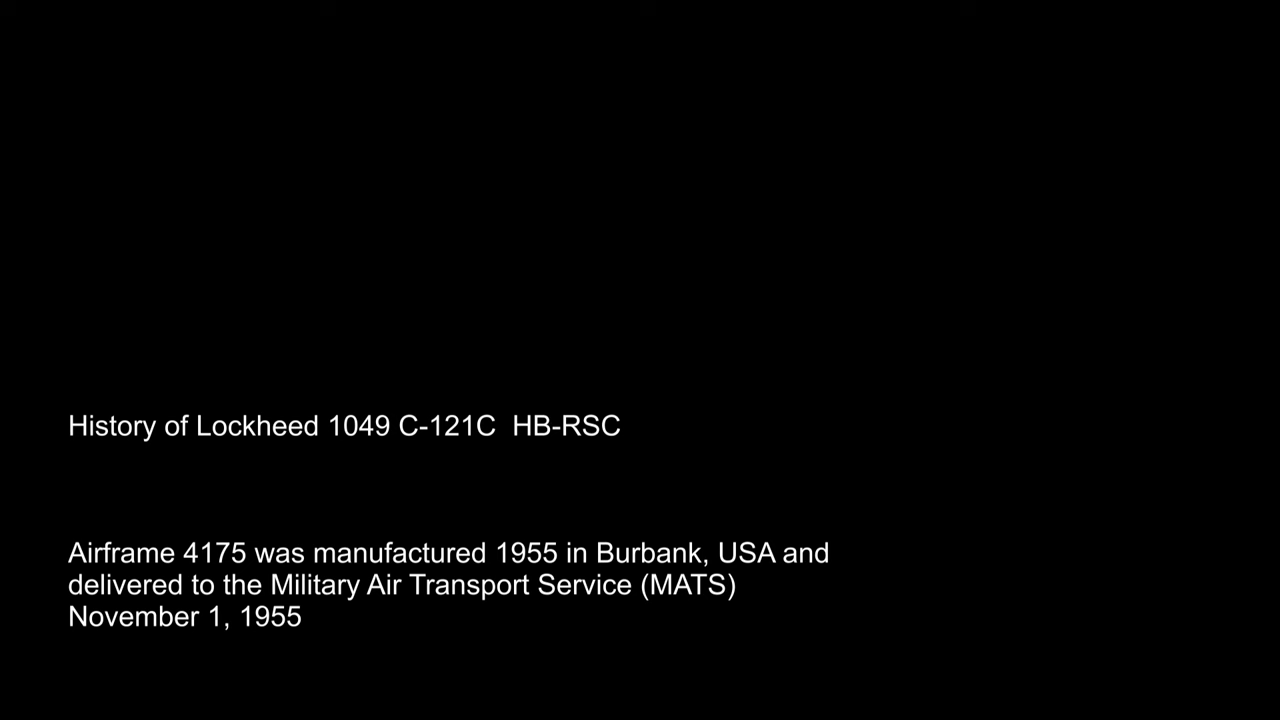 History of Lockheed 1049 C-121C  HB-RSC
Airframe 4175 was manufactured 1955 in Burbank, USA and
delivered to the Military Air Transport Service (MATS)
November 1, 1955